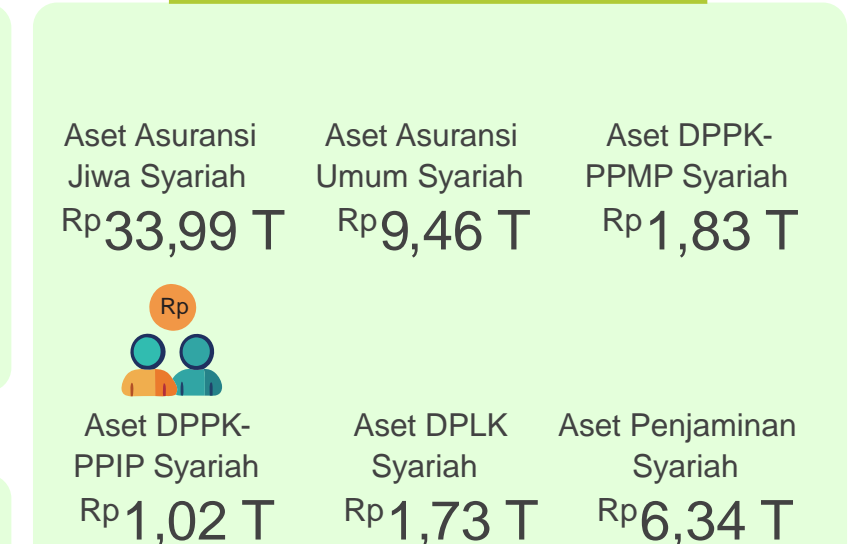 Aset Asuransi
Jiwa Syariah
Rp33,99 T
Aset Asuransi
Umum Syariah
Rp9,46 T
Aset DPPK-
PPMP Syariah
Rp1,83 T
Rp
Aset DPPK-
PPIP Syariah
Rp1,02 T
Aset DPLK
Syariah
Rp1,73 T
Aset Penjaminan
Syariah
Rp6,34 T